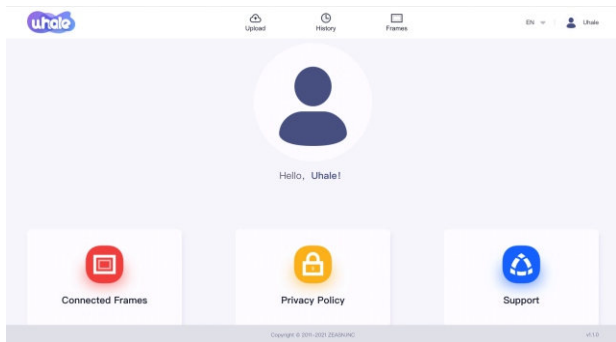 whale
Upload
History
Frames
EN
Uhale
Hello, Uhale!
Connected Frames
Privacy Policy
Support
Copyright © 2011-2021 ZEASN.INC
v1.1.0